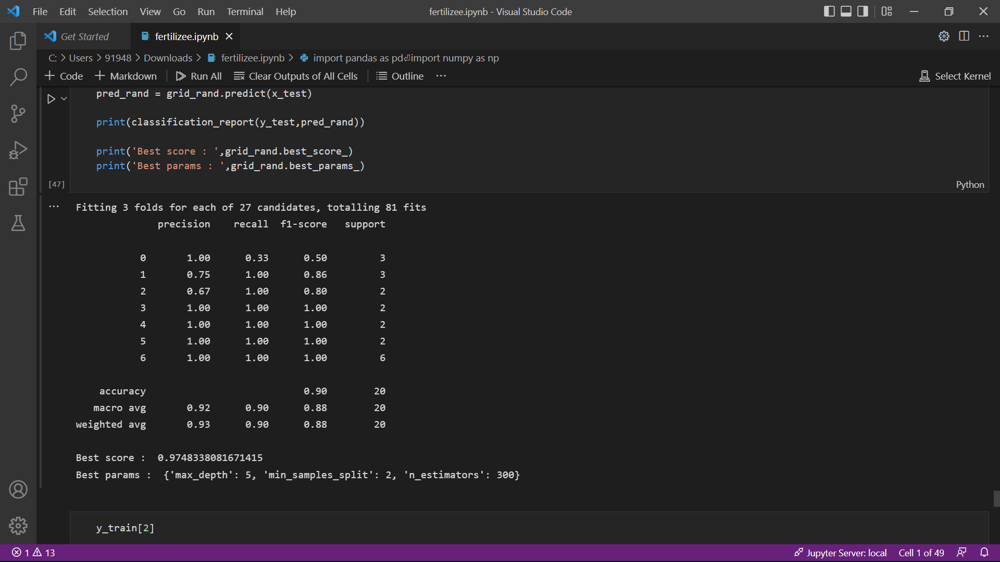 File Edit Selection View Go Run Terminal Help fertilizee.ipynb - Visual Studio Code
Get Started fertilizee.ipynb
C: > Users > 91948 > Downloads > fertilizee.ipynb > import pandas as pd⏎import numpy as np
+ Code + Markdown Run All Clear Outputs of All Cells Outline ··· Select Kernel
pred_rand = grid_rand.predict(x_test)
print(classification_report(y_test,pred_rand))
print('Best score : ',grid_rand.best_score_)
print('Best params : ',grid_rand.best_params_)
[47] Python
Fitting 3 folds for each of 27 candidates, totalling 81 fits
precision recall f1-score support
0 1.00 0.33 0.50 3
1 0.75 1.00 0.86 3
2 0.67 1.00 0.80 2
3 1.00 1.00 1.00 2
4 1.00 1.00 1.00 2
5 1.00 1.00 1.00 2
6 1.00 1.00 1.00 6
accuracy 0.90 20
macro avg 0.92 0.90 0.88 20
weighted avg 0.93 0.90 0.88 20
Best score : 0.9748338081671415
Best params : {'max_depth': 5, 'min_samples_split': 2, 'n_estimators': 300}
y_train[2]
1 13 Jupyter Server: local Cell 1 of 49